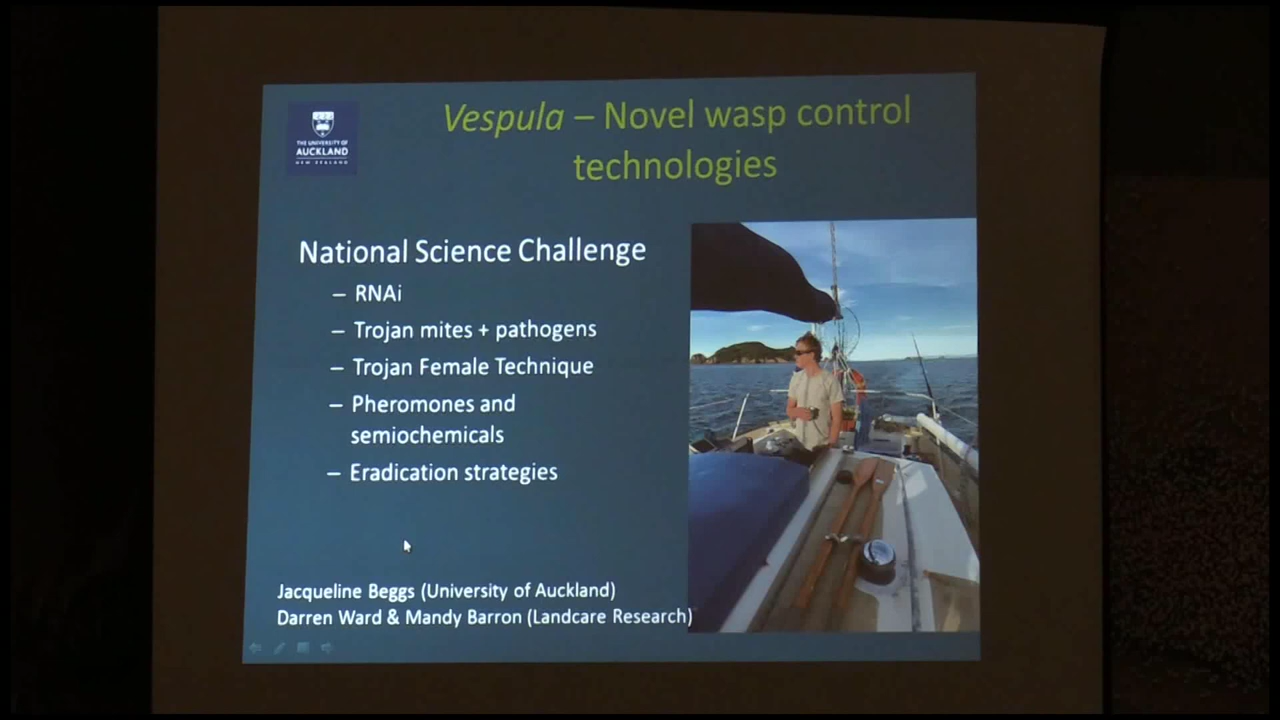 THE UNIVERSITY OF
AUCKLAND
NEW ZEALAND
Vespula – Novel wasp control
technologies
National Science Challenge
– RNAi
– Trojan mites + pathogens
– Trojan Female Technique
– Pheromones and
semiochemicals
– Eradication strategies
Jacqueline Beggs (University of Auckland)
Darren Ward & Mandy Barron (Landcare Research)